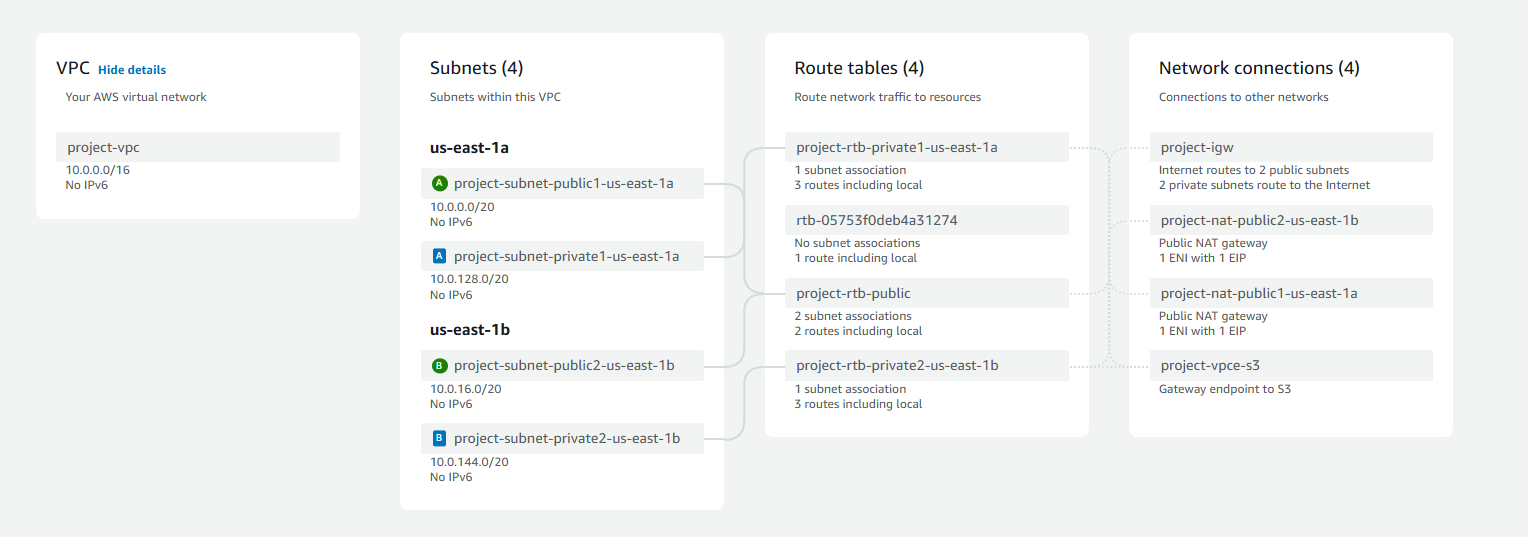 VPC Hide details
Your AWS virtual network
project-vpc
10.0.0.0/16
No IPv6
Subnets (4)
Subnets within this VPC
us-east-1a
A project-subnet-public1-us-east-1a
10.0.0.0/20
No IPv6
A project-subnet-private1-us-east-1a
10.0.128.0/20
No IPv6
us-east-1b
B project-subnet-public2-us-east-1b
10.0.16.0/20
No IPv6
B project-subnet-private2-us-east-1b
10.0.144.0/20
No IPv6
Route tables (4)
Route network traffic to resources
project-rtb-private1-us-east-1a
1 subnet association
3 routes including local
rtb-05753f0deb4a31274
No subnet associations
1 route including local
project-rtb-public
2 subnet associations
2 routes including local
project-rtb-private2-us-east-1b
1 subnet association
3 routes including local
Network connections (4)
Connections to other networks
project-igw
Internet routes to 2 public subnets
2 private subnets route to the Internet
project-nat-public2-us-east-1b
Public NAT gateway
1 ENI with 1 EIP
project-nat-public1-us-east-1a
Public NAT gateway
1 ENI with 1 EIP
project-vpce-s3
Gateway endpoint to S3